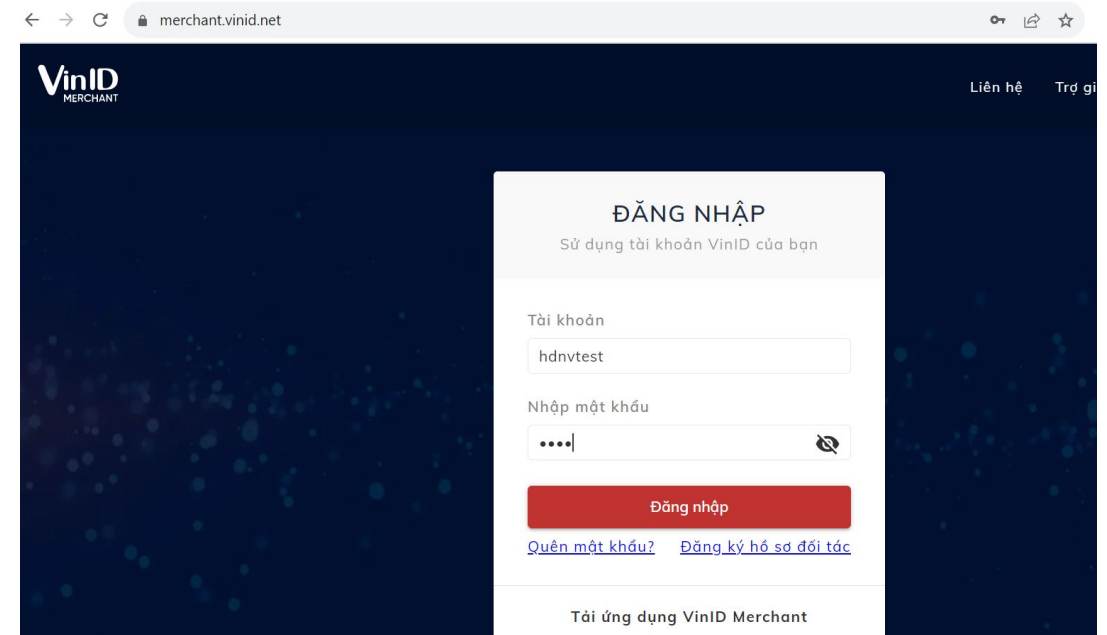 merchant.vinid.net
VinID
MERCHANT
Liên hệ Trợ gi
ĐĂNG NHẬP
Sử dụng tài khoản VinID của bạn
Tài khoản
hdnvtest
Nhập mật khẩu
••••
Đăng nhập
Quên mật khẩu? Đăng ký hồ sơ đối tác
Tải ứng dụng VinID Merchant